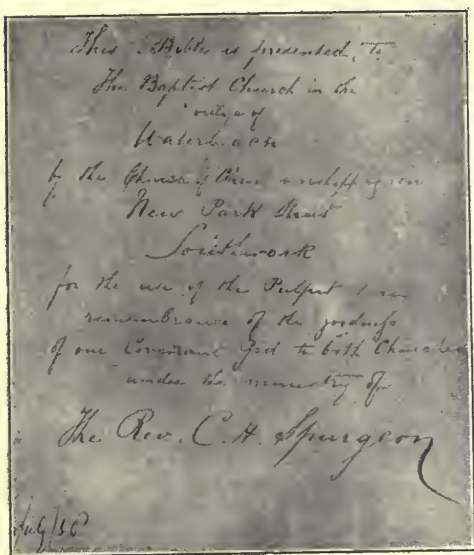 This Bible is presented, to
The Baptist Church in the
village of
Waterbeach
by the Church of Christ worshipping in
New Park Street
Southwark
for the use of the Pulpit & in
remembrance of the goodness
of our Covenant God to both Churches
under the ministry of
The Rev. C. H. Spurgeon
July/56